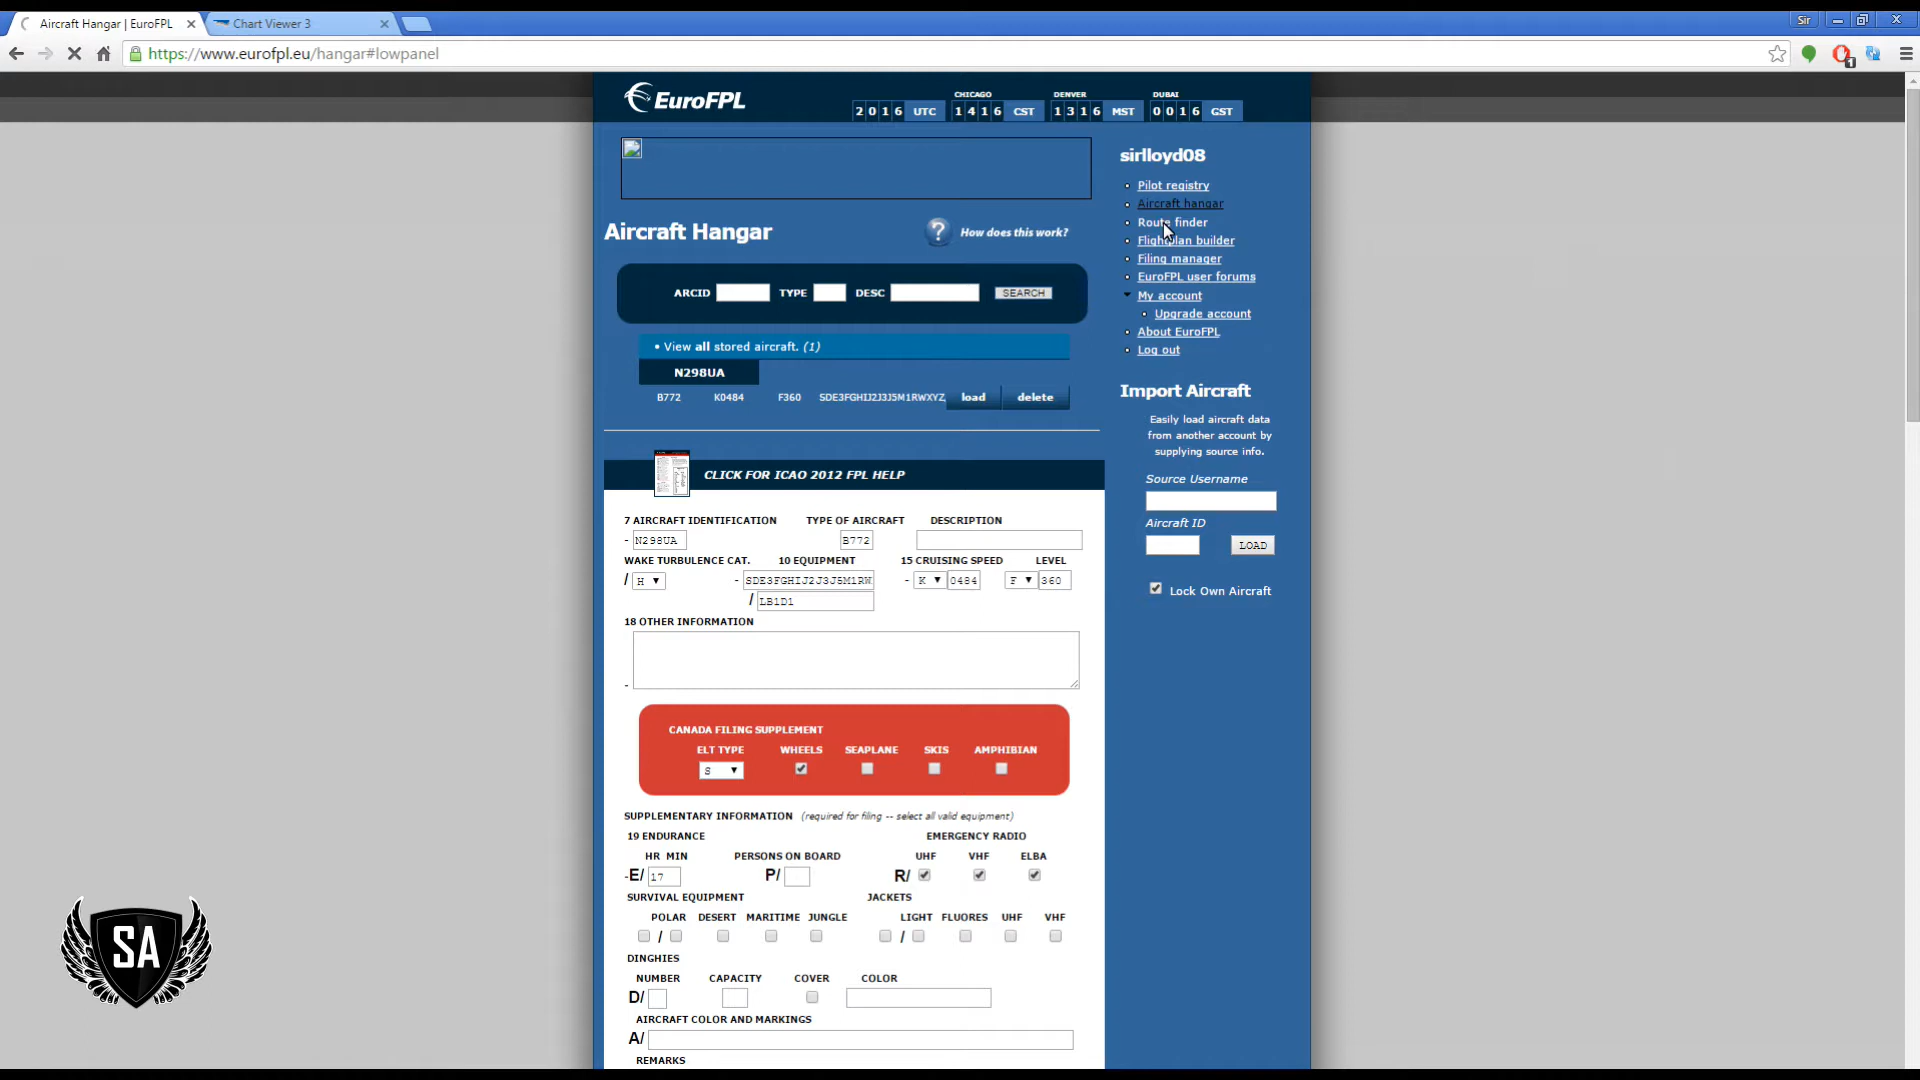 Aircraft Hangar | EuroFPL
Chart Viewer 3
Sir
https://www.eurofpl.eu/hangar#lowpanel
1
EuroFPL
CHICAGO DENVER DUBAI
2016 UTC 1416 CST 1316 MST 0016 GST
sirlloyd08
Pilot registry
Aircraft hangar
Route finder
Flightplan builder
Filing manager
EuroFPL user forums
My account
Upgrade account
About EuroFPL
Log out
Aircraft Hangar
? How does this work?
ARCID TYPE DESC SEARCH
• View all stored aircraft. (1)
N298UA
B772 K0484 F360 SDE3FGHIJ2J3J5M1RWXYZ load delete
Import Aircraft
Easily load aircraft data
from another account by
supplying source info.
Source Username
Aircraft ID
LOAD
Lock Own Aircraft
CLICK FOR ICAO 2012 FPL HELP
7 AIRCRAFT IDENTIFICATION TYPE OF AIRCRAFT DESCRIPTION
- N298UA B772
WAKE TURBULENCE CAT. 10 EQUIPMENT 15 CRUISING SPEED LEVEL
/ H - SDE3FGHIJ2J3J5M1RW - K 0484 F 360
/ LB1D1
18 OTHER INFORMATION
-
CANADA FILING SUPPLEMENT
ELT TYPE WHEELS SEAPLANE SKIS AMPHIBIAN
S
SUPPLEMENTARY INFORMATION (required for filing -- select all valid equipment)
19 ENDURANCE EMERGENCY RADIO
HR MIN PERSONS ON BOARD UHF VHF ELBA
-E/ 17 P/ R/
SURVIVAL EQUIPMENT JACKETS
POLAR DESERT MARITIME JUNGLE LIGHT FLUORES UHF VHF
/ /
DINGHIES
NUMBER CAPACITY COVER COLOR
D/
AIRCRAFT COLOR AND MARKINGS
A/
REMARKS
SA